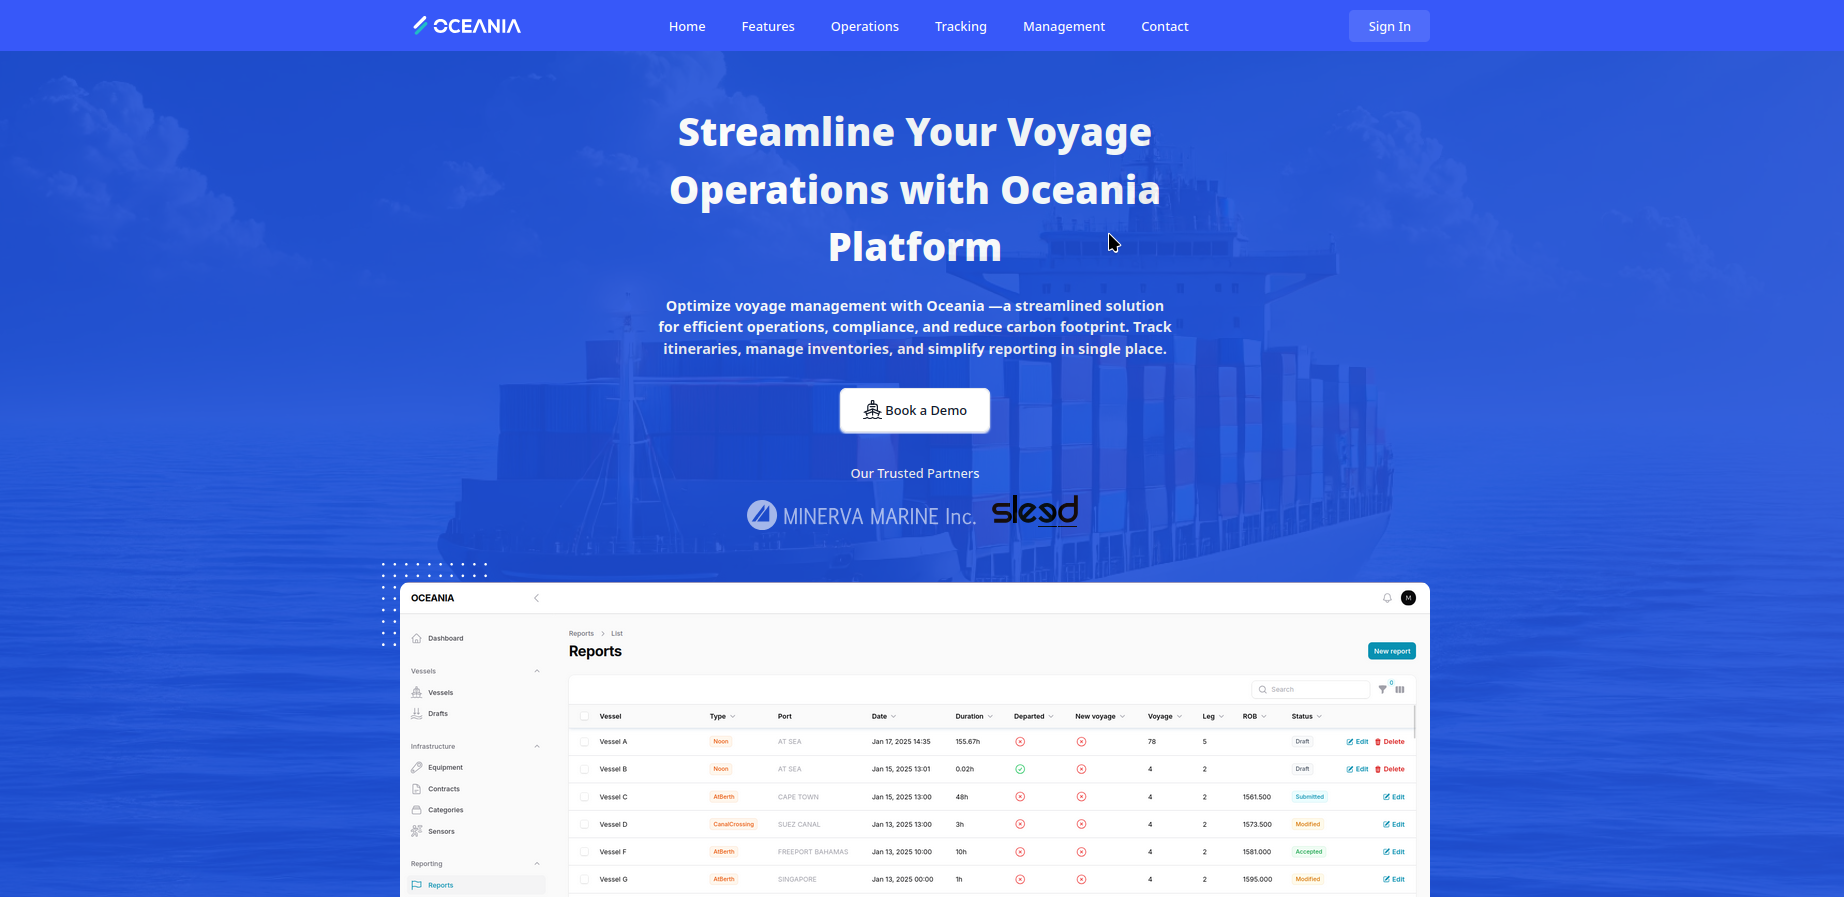 OCEANIA
Home Features Operations Tracking Management Contact
Sign In
Streamline Your Voyage
Operations with Oceania
Platform
Optimize voyage management with Oceania —a streamlined solution
for efficient operations, compliance, and reduce carbon footprint. Track
itineraries, manage inventories, and simplify reporting in single place.
Book a Demo
Our Trusted Partners
MINERVA MARINE Inc. sleed
OCEANIA
M
Dashboard
Vessels
Vessels
Drafts
Infrastructure
Equipment
Contracts
Categories
Sensors
Reporting
Reports
Reports > List
Reports
New report
Search
0
Vessel Type Port Date Duration Departed New voyage Voyage Leg ROB Status
Vessel A Noon AT SEA Jan 17, 2025 14:35 155.67h 78 5 Draft Edit Delete
Vessel B Noon AT SEA Jan 15, 2025 13:01 0.02h 4 2 Draft Edit Delete
Vessel C AtBerth CAPE TOWN Jan 15, 2025 13:00 48h 4 2 1561.500 Submitted Edit
Vessel D CanalCrossing SUEZ CANAL Jan 13, 2025 13:00 3h 4 2 1573.500 Modified Edit
Vessel F AtBerth FREEPORT BAHAMAS Jan 13, 2025 10:00 10h 4 2 1581.000 Accepted Edit
Vessel G AtBerth SINGAPORE Jan 13, 2025 00:00 1h 4 2 1595.000 Modified Edit